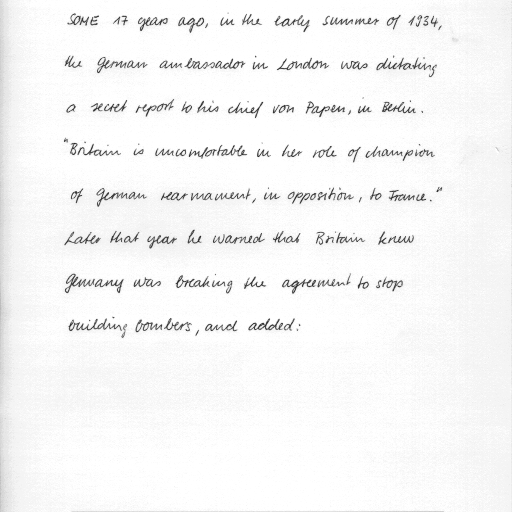 SOME 17 years ago, in the early summer of 1934,
the German ambassador in London was dictating
a secret report to his chief von Papen, in Berlin.
"Britain is uncomfortable in her role of champion
of German rearmament, in opposition, to France."
Later that year he warned that Britain knew
Germany was breaking the agreement to stop
building bombers, and added: